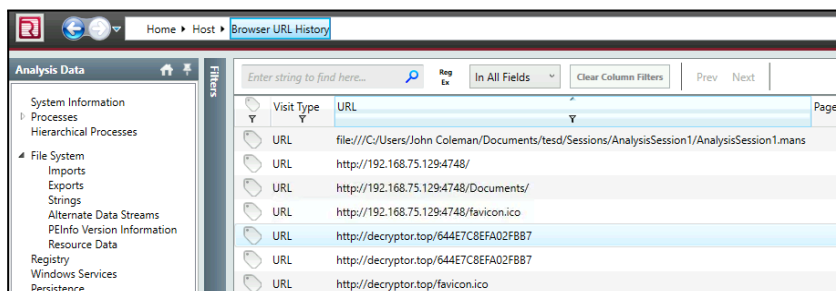 Home ▸ Host ▸ Browser URL History
Analysis Data
System Information
Processes
Hierarchical Processes
File System
Imports
Exports
Strings
Alternate Data Streams
PEInfo Version Information
Resource Data
Registry
Windows Services
Persistence
Filters
Enter string to find here...
Reg
Ex
In All Fields
Clear Column Filters
Prev
Next
Visit Type
URL
Page
URL file:///C:/Users/John Coleman/Documents/tesd/Sessions/AnalysisSession1/AnalysisSession1.mans
URL http://192.168.75.129:4748/
URL http://192.168.75.129:4748/Documents/
URL http://192.168.75.129:4748/favicon.ico
URL http://decryptor.top/644E7C8EFA02FBB7
URL http://decryptor.top/644E7C8EFA02FBB7
URL http://decryptor.top/favicon.ico